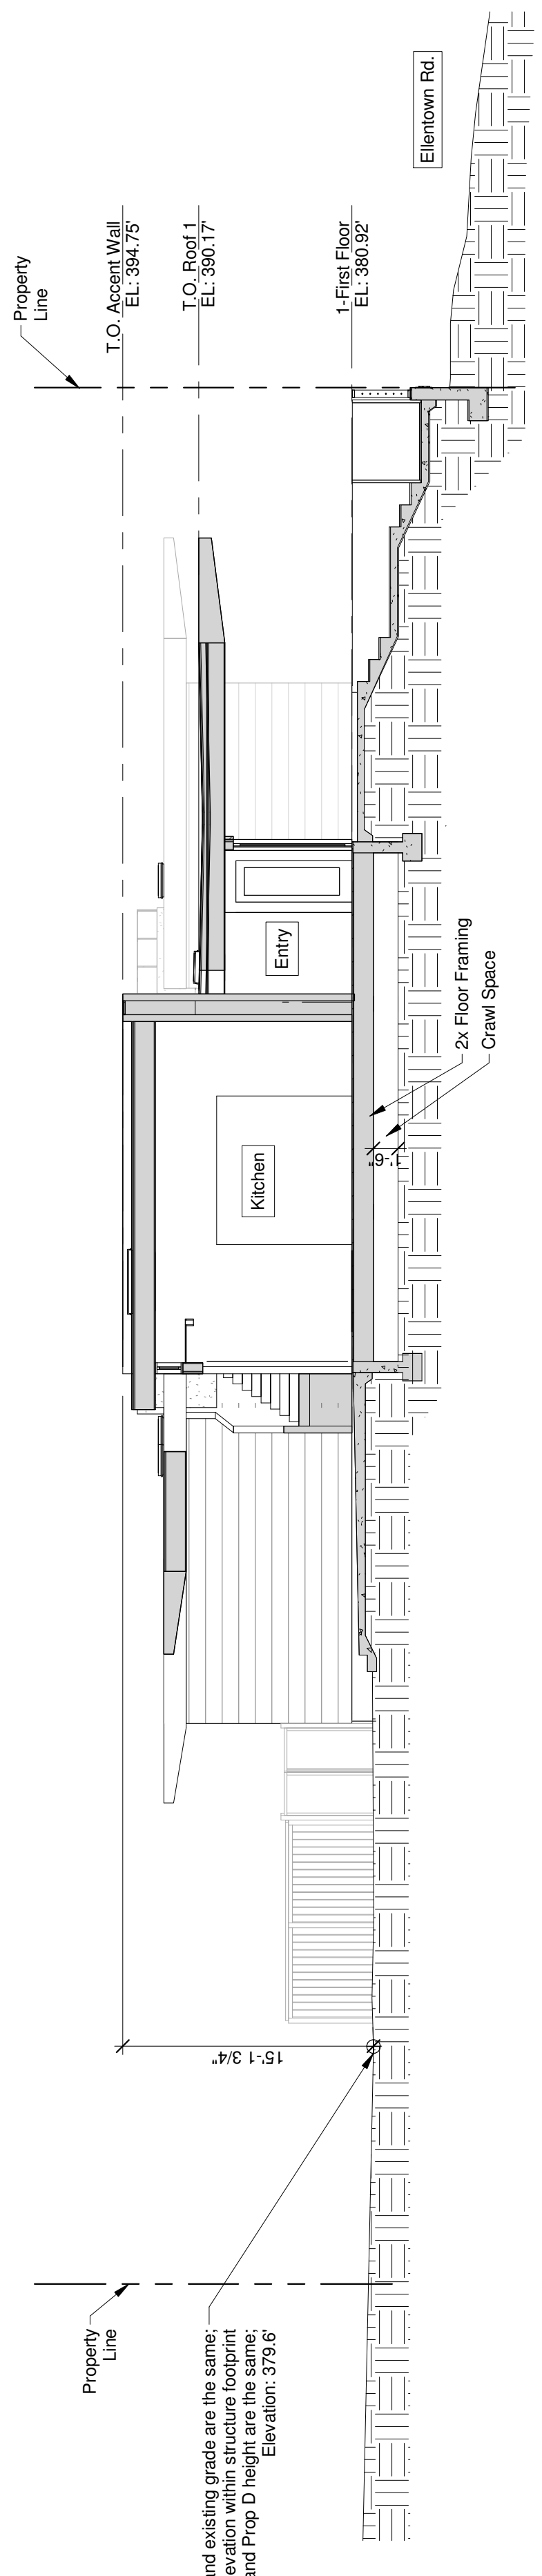 Property
Line
T.O. Accent Wall
EL: 394.75'
T.O. Roof 1
EL: 390.17'
1-First Floor
EL: 380.92'
Ellentown Rd.
Entry
Kitchen
2x Floor Framing
Crawl Space
1'-6"
15'-1 3/4"
Property
Line
and existing grade are the same;
evation within structure footprint
and Prop D height are the same;
Elevation: 379.6'